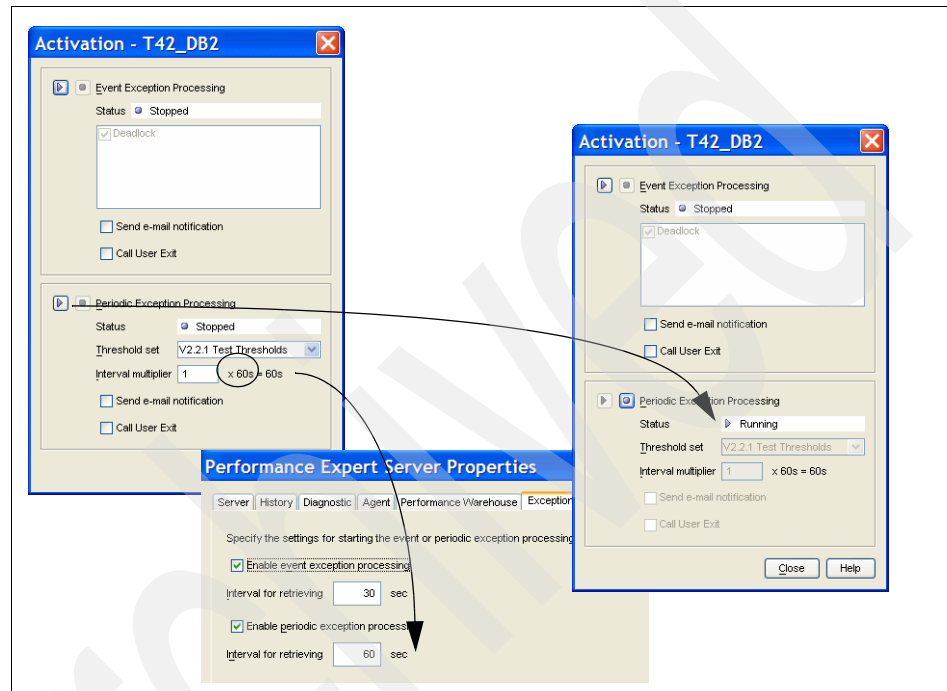 Activation - T42_DB2
Event Exception Processing
Status Stopped
Deadlock
Send e-mail notification
Call User Exit
Periodic Exception Processing
Status Stopped
Threshold set V2.2.1 Test Thresholds
Interval multiplier 1 x 60s = 60s
Send e-mail notification
Call User Exit
Activation - T42_DB2
Event Exception Processing
Status Stopped
Deadlock
Send e-mail notification
Call User Exit
Periodic Exception Processing
Status Running
Threshold set V2.2.1 Test Thresholds
Interval multiplier 1 x 60s = 60s
Send e-mail notification
Call User Exit
Close Help
Performance Expert Server Properties
Server History Diagnostic Agent Performance Warehouse Exception
Specify the settings for starting the event or periodic exception processing
Enable event exception processing
Interval for retrieving 30 sec
Enable periodic exception process
Interval for retrieving 60 sec